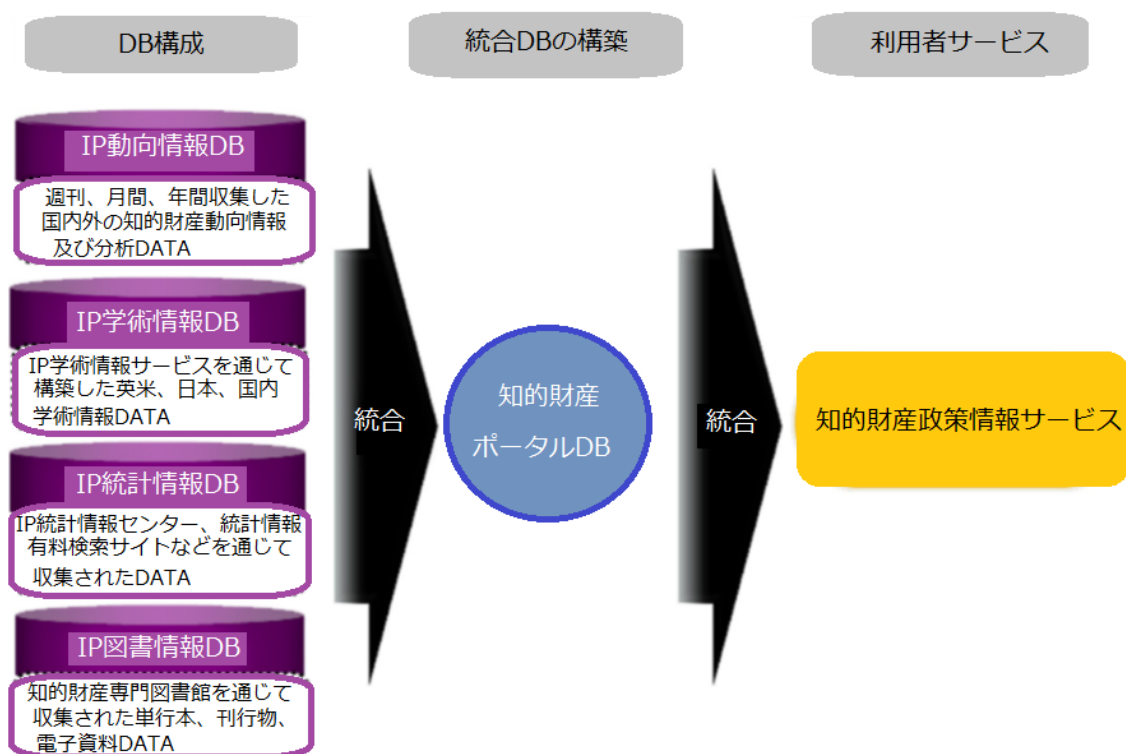 DB構成
統合DBの構築
利用者サービス
IP動向情報DB
週刊、月間、年間収集した
国内外の知的財産動向情報
及び分析DATA
IP学術情報DB
IP学術情報サービスを通じて
構築した英米、日本、国内
学術情報DATA
IP統計情報DB
IP統計情報センター、統計情報
有料検索サイトなどを通じて
収集されたDATA
IP図書情報DB
知的財産専門図書館を通じて
収集された単行本、刊行物、
電子資料DATA
統合
知的財産
ポータルDB
統合
知的財産政策情報サービス